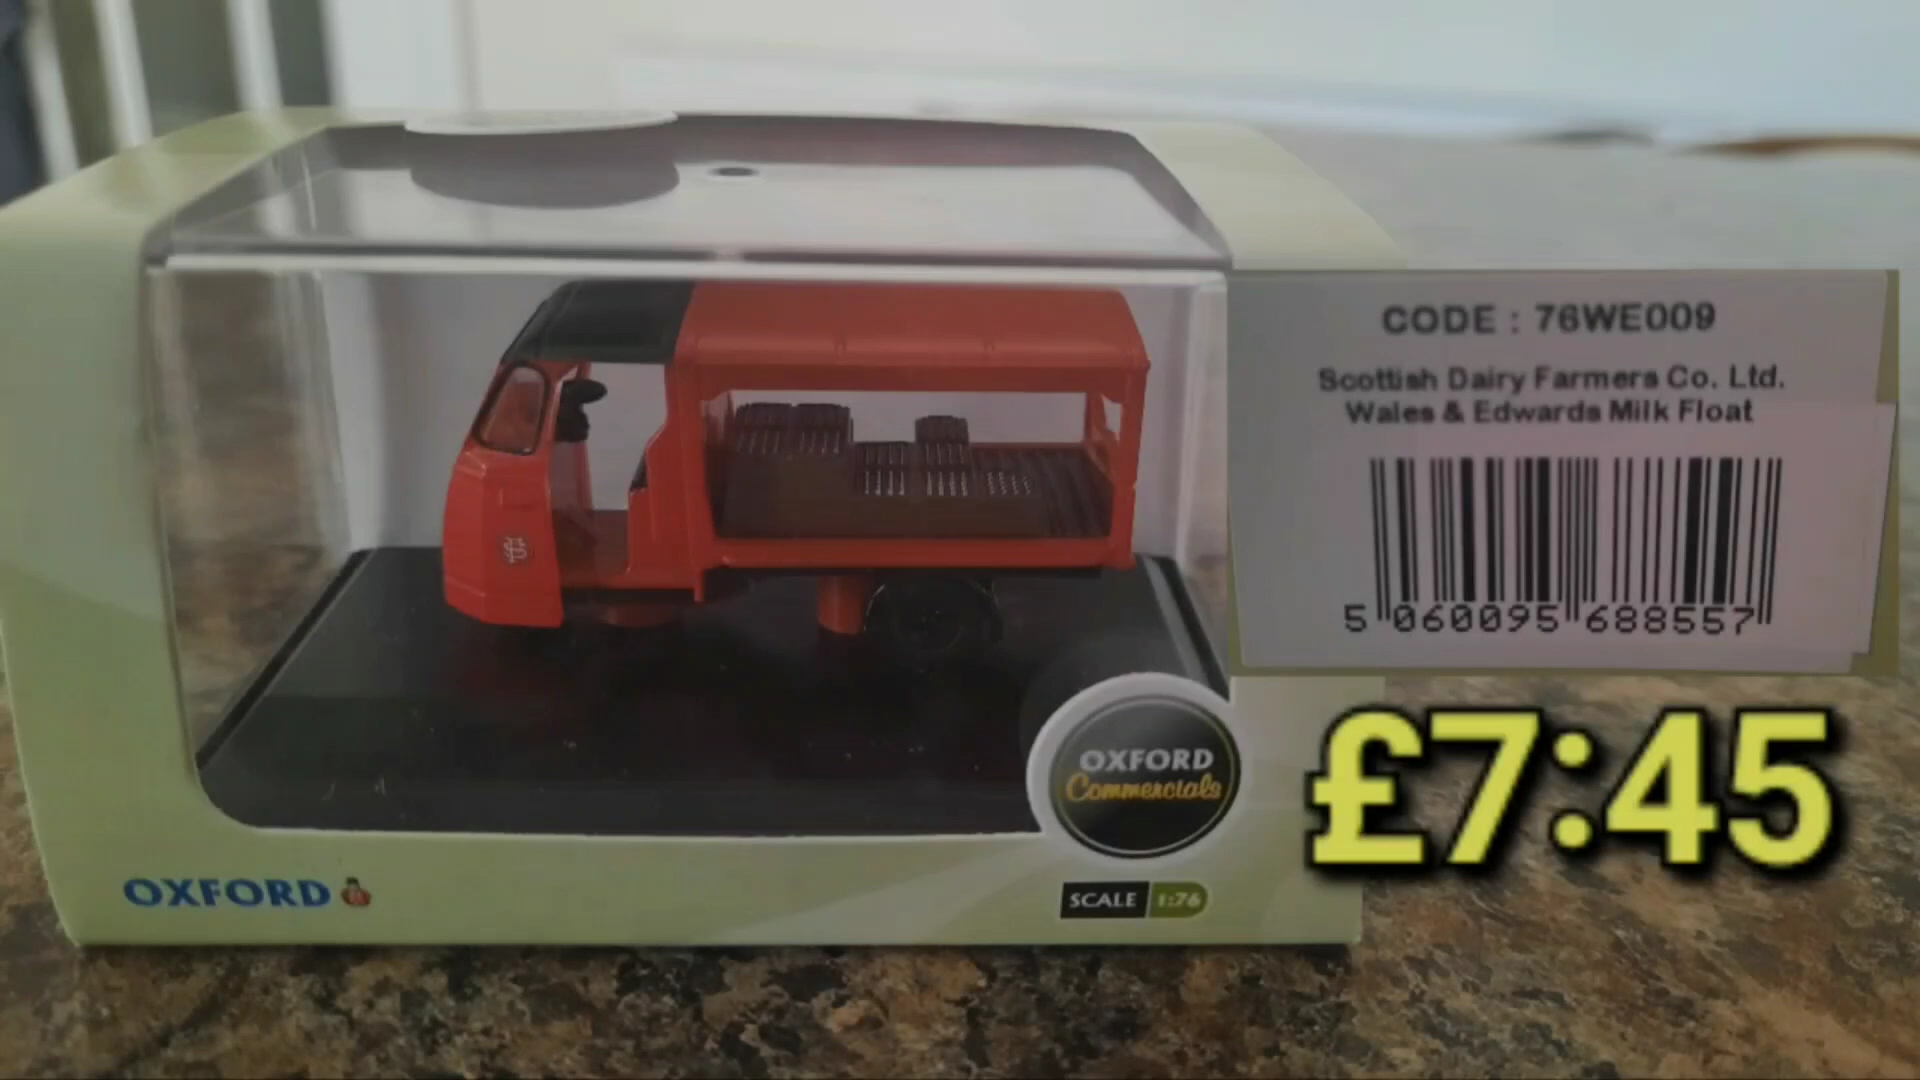 CODE : 76WE009
Scottish Dairy Farmers Co. Ltd.
Wales & Edwards Milk Float
5 060095 688557
OXFORD
Commercials
£7:45
OXFORD
SCALE 1:76